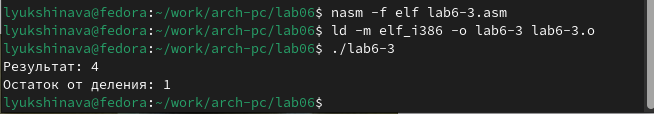 lyukshinava@fedora:~/work/arch-pc/lab06$ nasm -f elf lab6-3.asm
lyukshinava@fedora:~/work/arch-pc/lab06$ ld -m elf_i386 -o lab6-3 lab6-3.o
lyukshinava@fedora:~/work/arch-pc/lab06$ ./lab6-3
Результат: 4
Остаток от деления: 1
lyukshinava@fedora:~/work/arch-pc/lab06$